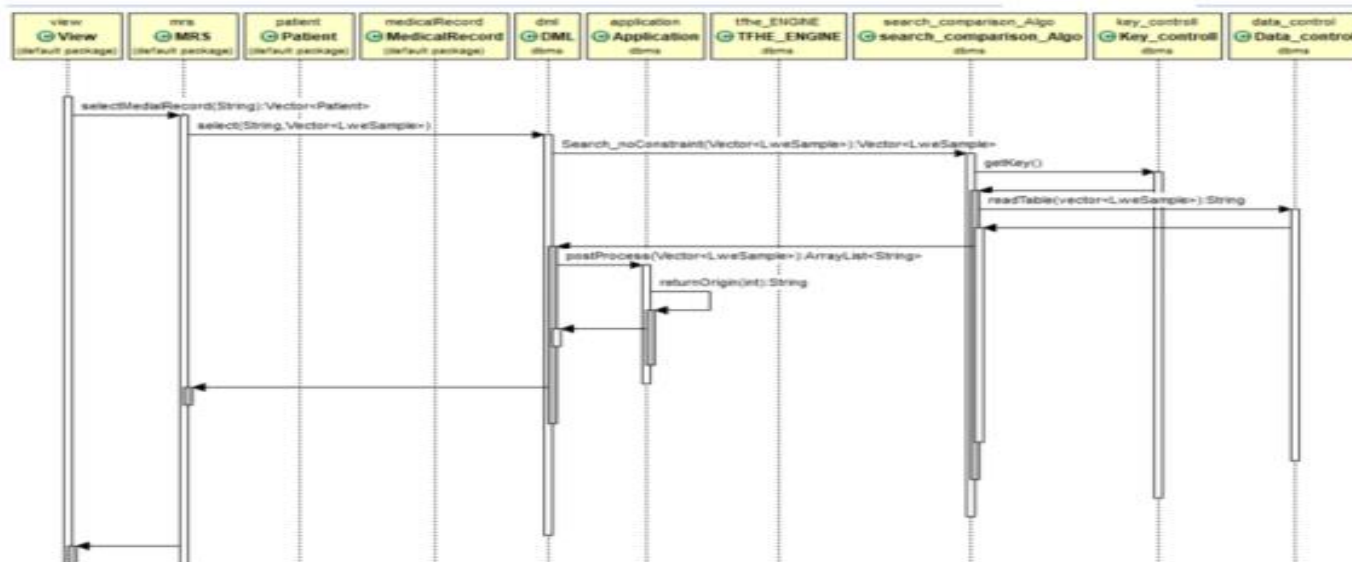 view mrs patient medicalRecord dml application tfhe_ENGINE search_comparison_Algo key_controll data_control
View MRS Patient MedicalRecord DML Application TFHE_ENGINE search_comparison_Algo Key_controll Data_control
(default package) (default package) (default package) (default package) dbms dbms dbms dbms dbms dbms
selectMedialRecord(String):Vector<Patient>
select(String,Vector<LweSample>)
Search_noConstraint(Vector<LweSample>):Vector<LweSample>
getKey()
readTable(vector<LweSample>):String
postProcess(Vector<LweSample>):ArrayList<String>
returnOrigin(int):String